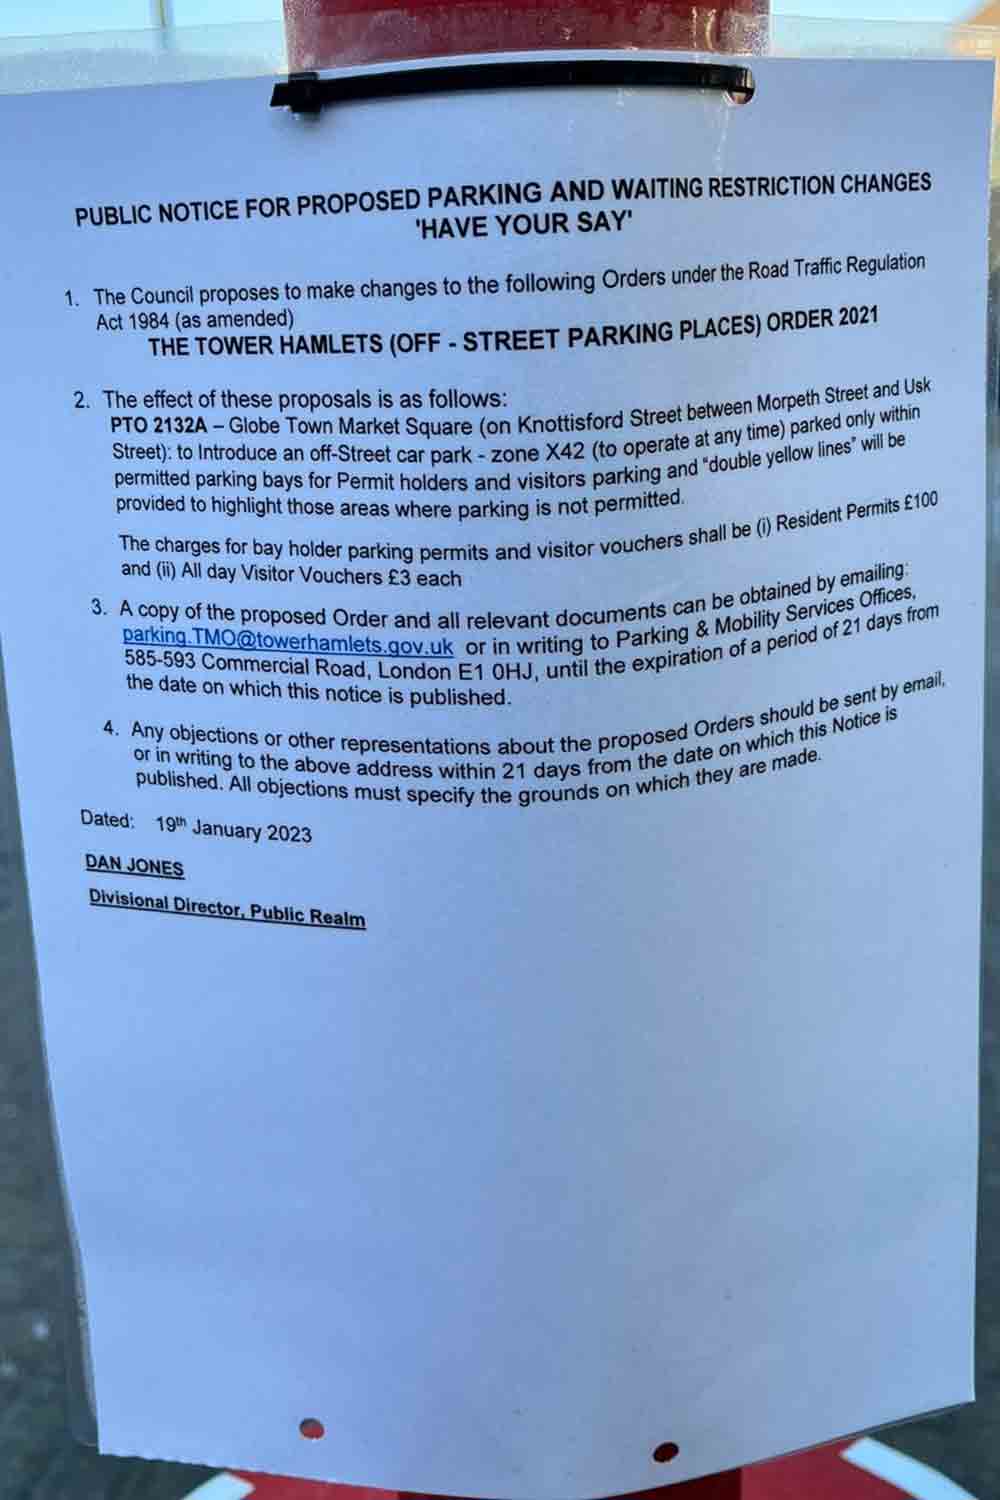 PUBLIC NOTICE FOR PROPOSED PARKING AND WAITING RESTRICTION CHANGES
'HAVE YOUR SAY'
1. The Council proposes to make changes to the following Orders under the Road Traffic Regulation
Act 1984 (as amended)
THE TOWER HAMLETS (OFF - STREET PARKING PLACES) ORDER 2021
2. The effect of these proposals is as follows:
PTO 2132A – Globe Town Market Square (on Knottisford Street between Morpeth Street and Usk
Street): to Introduce an off-Street car park - zone X42 (to operate at any time) parked only within
permitted parking bays for Permit holders and visitors parking and "double yellow lines" will be
provided to highlight those areas where parking is not permitted.
The charges for bay holder parking permits and visitor vouchers shall be (i) Resident Permits £100
and (ii) All day Visitor Vouchers £3 each
3. A copy of the proposed Order and all relevant documents can be obtained by emailing:
parking.TMO@towerhamlets.gov.uk or in writing to Parking & Mobility Services Offices,
585-593 Commercial Road, London E1 0HJ, until the expiration of a period of 21 days from
the date on which this notice is published.
4. Any objections or other representations about the proposed Orders should be sent by email,
or in writing to the above address within 21 days from the date on which this Notice is
published. All objections must specify the grounds on which they are made.
Dated: 19th January 2023
DAN JONES
Divisional Director, Public Realm